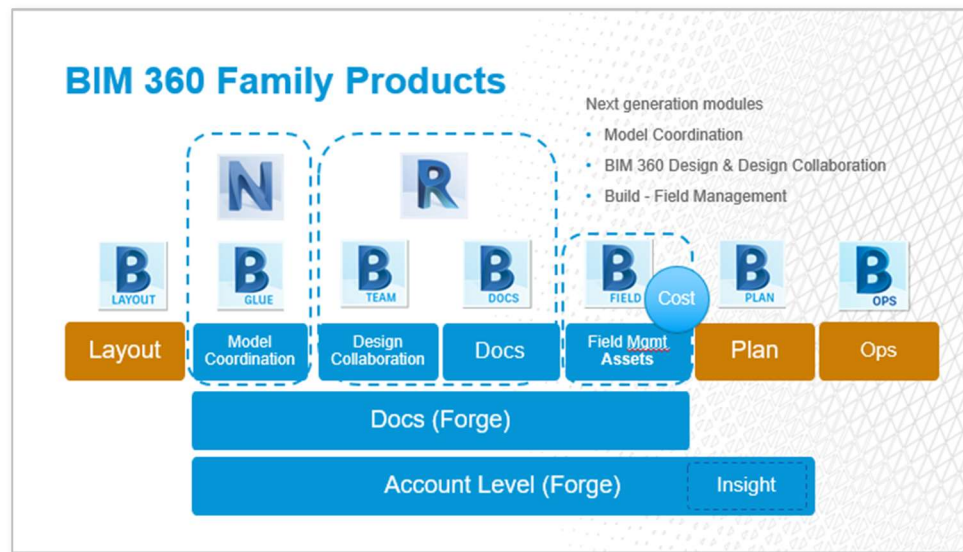 BIM 360 Family Products
Next generation modules
• Model Coordination
• BIM 360 Design & Design Collaboration
• Build - Field Management
N
R
B
LAYOUT
B
GLUE
B
TEAM
B
DOCS
B
FIELD
Cost
B
PLAN
B
OPS
Layout
Model
Coordination
Design
Collaboration
Docs
Field Mgmt
Assets
Plan
Ops
Docs (Forge)
Account Level (Forge)
Insight